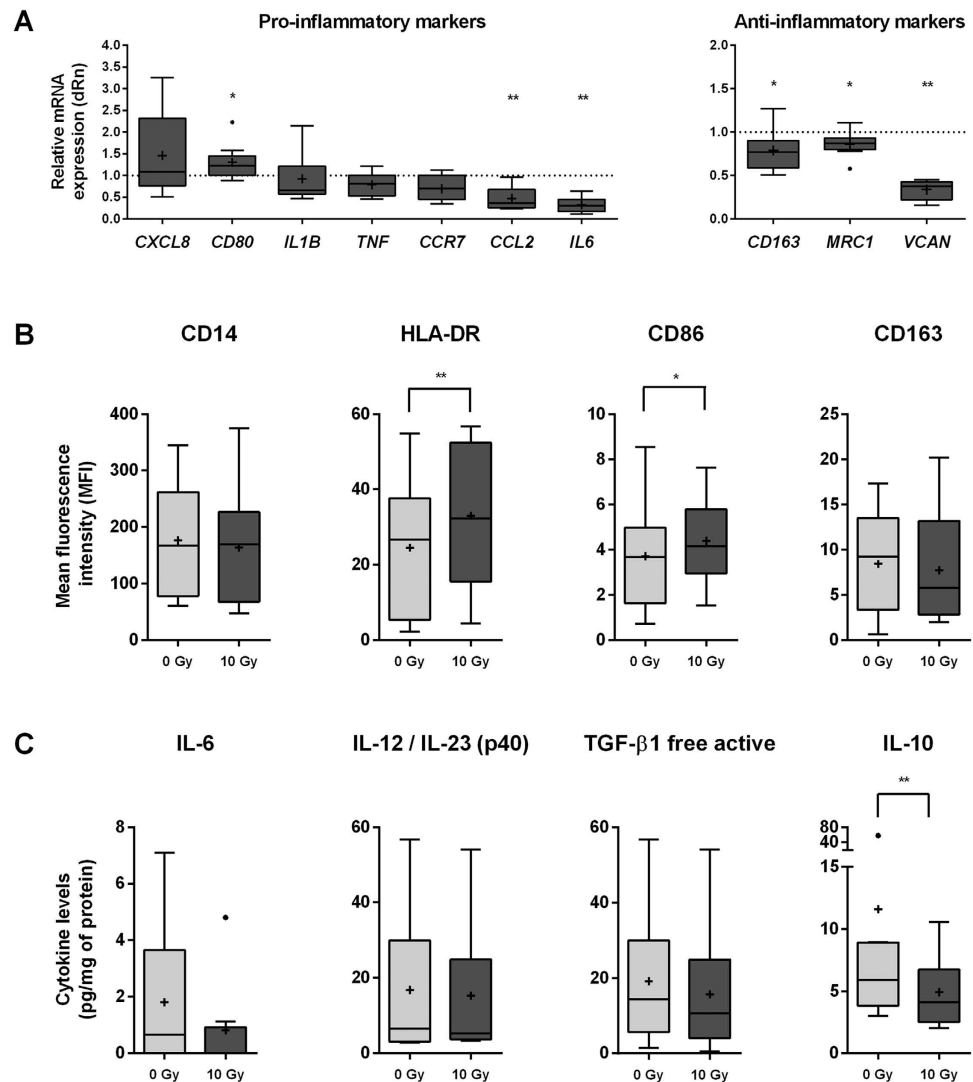 A
Pro-inflammatory markers
Anti-inflammatory markers
Relative mRNA
expression (dRn)
4.0
3.5
3.0
2.5
2.0
1.5
1.0
0.5
0.0
*
**
**
CXCL8 CD80 IL1B TNF CCR7 CCL2 IL6
2.0
1.5
1.0
0.5
0.0
*
*
**
CD163 MRC1 VCAN
B
CD14
HLA-DR
CD86
CD163
Mean fluorescence
intensity (MFI)
400
300
200
100
0
0 Gy 10 Gy
**
60
40
20
0
0 Gy 10 Gy
*
10
8
6
4
2
0
0 Gy 10 Gy
25
20
15
10
5
0
0 Gy 10 Gy
C
IL-6
IL-12 / IL-23 (p40)
TGF-β1 free active
IL-10
Cytokine levels
(pg/mg of protein)
8
6
4
2
0
0 Gy 10 Gy
60
40
20
0
0 Gy 10 Gy
60
40
20
0
0 Gy 10 Gy
**
80
40
15
10
5
0
0 Gy 10 Gy